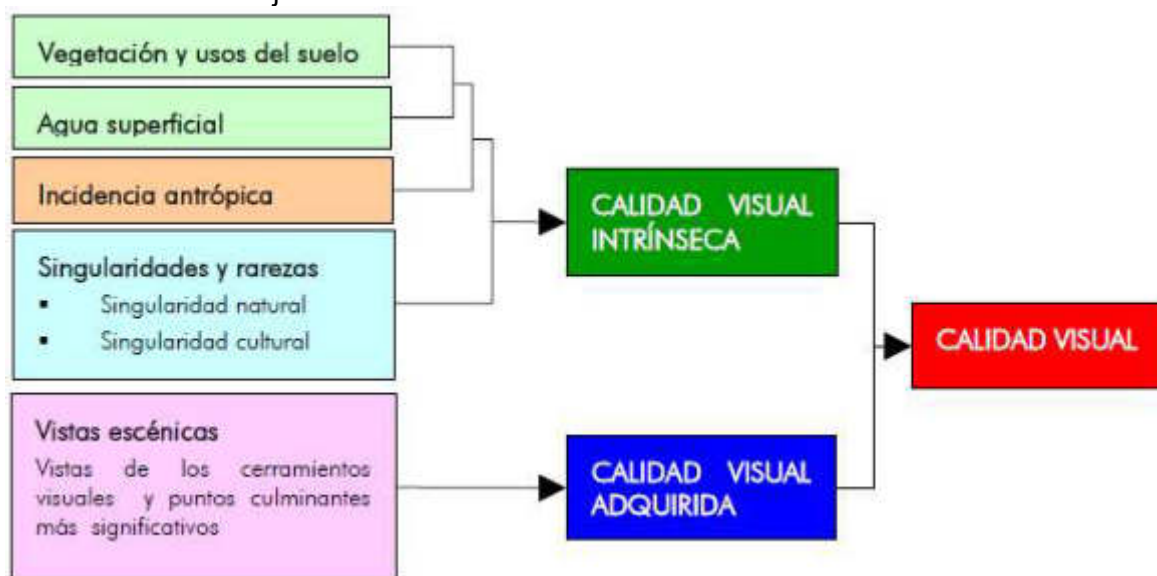 Vegetación y usos del suelo
Agua superficial
Incidencia antrópica
Singularidades y rarezas
▪ Singularidad natural
▪ Singularidad cultural
Vistas escénicas
Vistas de los cerramientos
visuales y puntos culminantes
más significativos
CALIDAD VISUAL
INTRÍNSECA
CALIDAD VISUAL
ADQUIRIDA
CALIDAD VISUAL